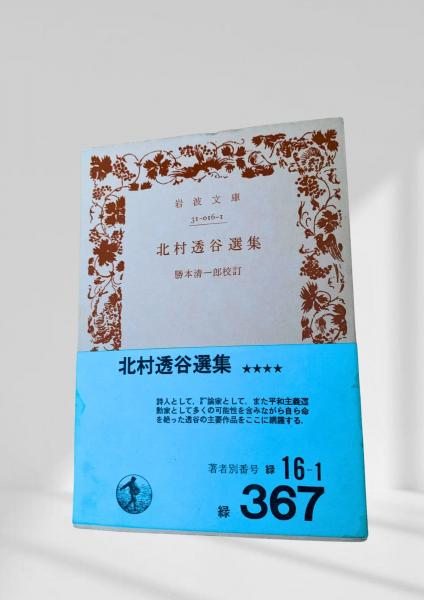 岩波文庫
31-016-1
北村透谷選集
勝本清一郎校訂
北村透谷選集 ★★★★
詩人として、評論家として、また平和主義運
動家として多くの可能性を含みながら自ら命
を絶った透谷の主要作品をここに網羅する.
著者別番号 緑 16-1
緑 367